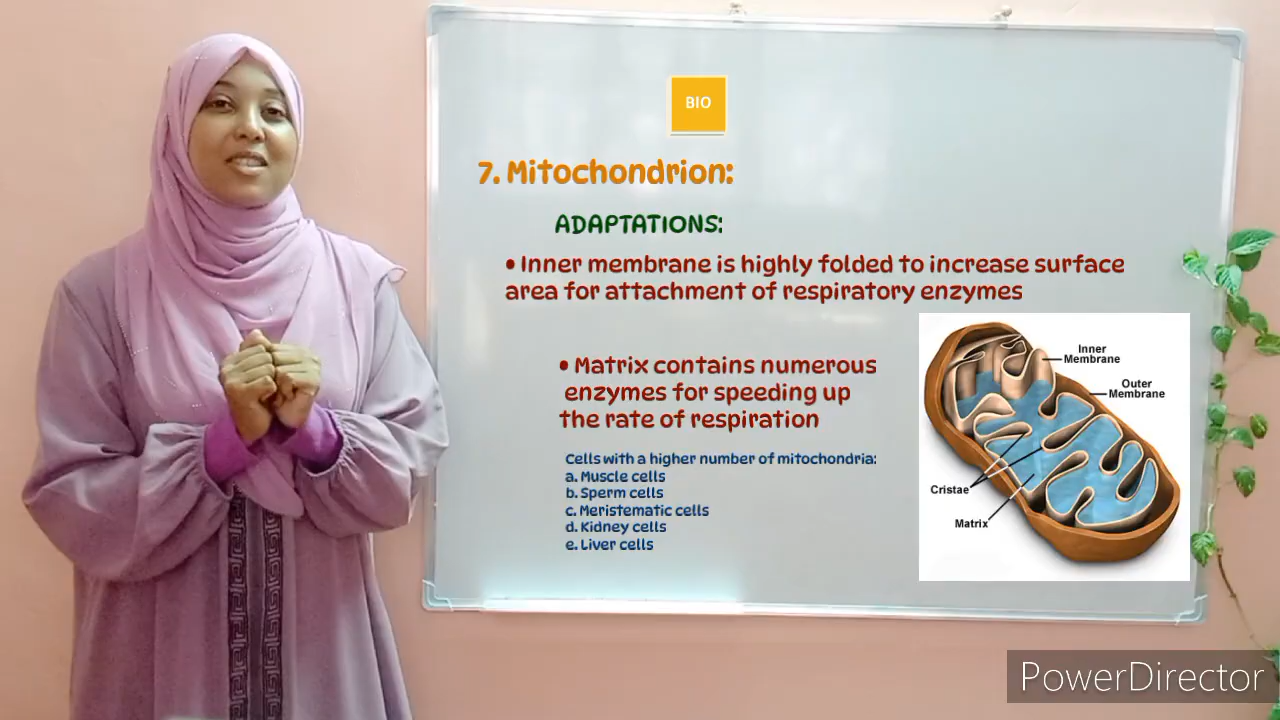 BIO
7. Mitochondrion:
ADAPTATIONS:
• Inner membrane is highly folded to increase surface
area for attachment of respiratory enzymes
• Matrix contains numerous
enzymes for speeding up
the rate of respiration
Cells with a higher number of mitochondria:
a. Muscle cells
b. Sperm cells
c. Meristematic cells
d. Kidney cells
e. Liver cells
Inner
Membrane
Outer
Membrane
Cristae
Matrix
PowerDirector